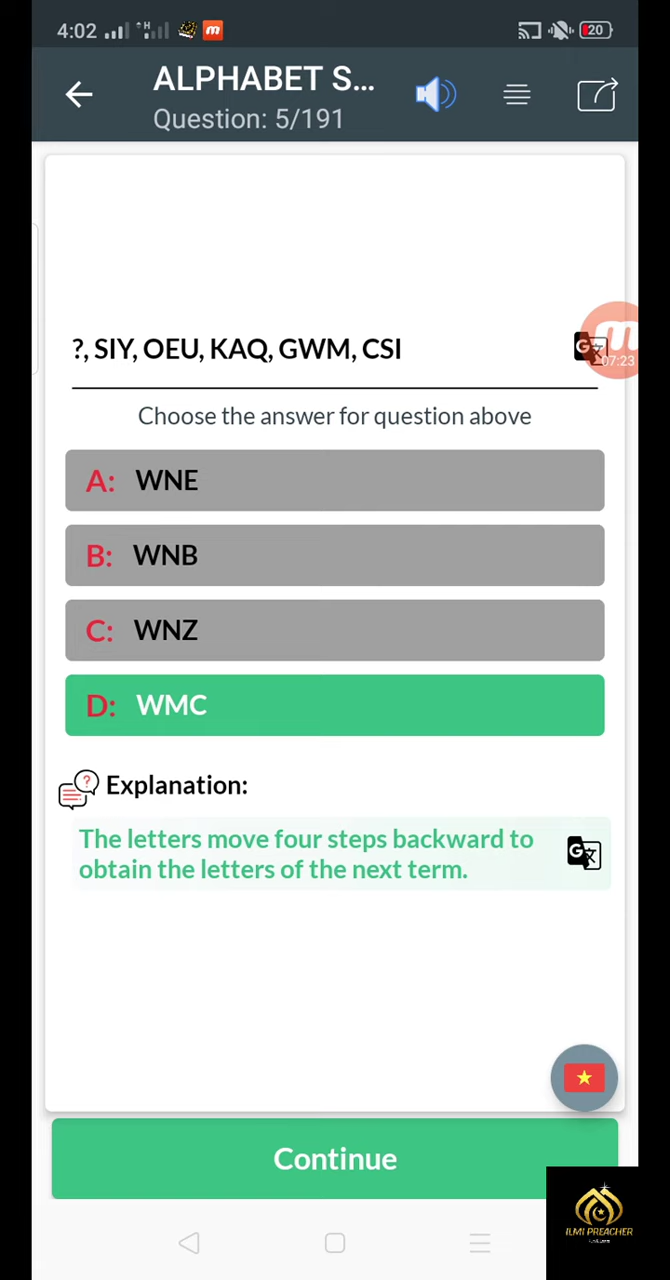 4:02
H
m
20
ALPHABET S...
Question: 5/191
?, SIY, OEU, KAQ, GWM, CSI
G
07:23
Choose the answer for question above
A: WNE
B: WNB
C: WNZ
D: WMC
Explanation:
The letters move four steps backward to
obtain the letters of the next term.
G
Continue
ILMI PREACHER